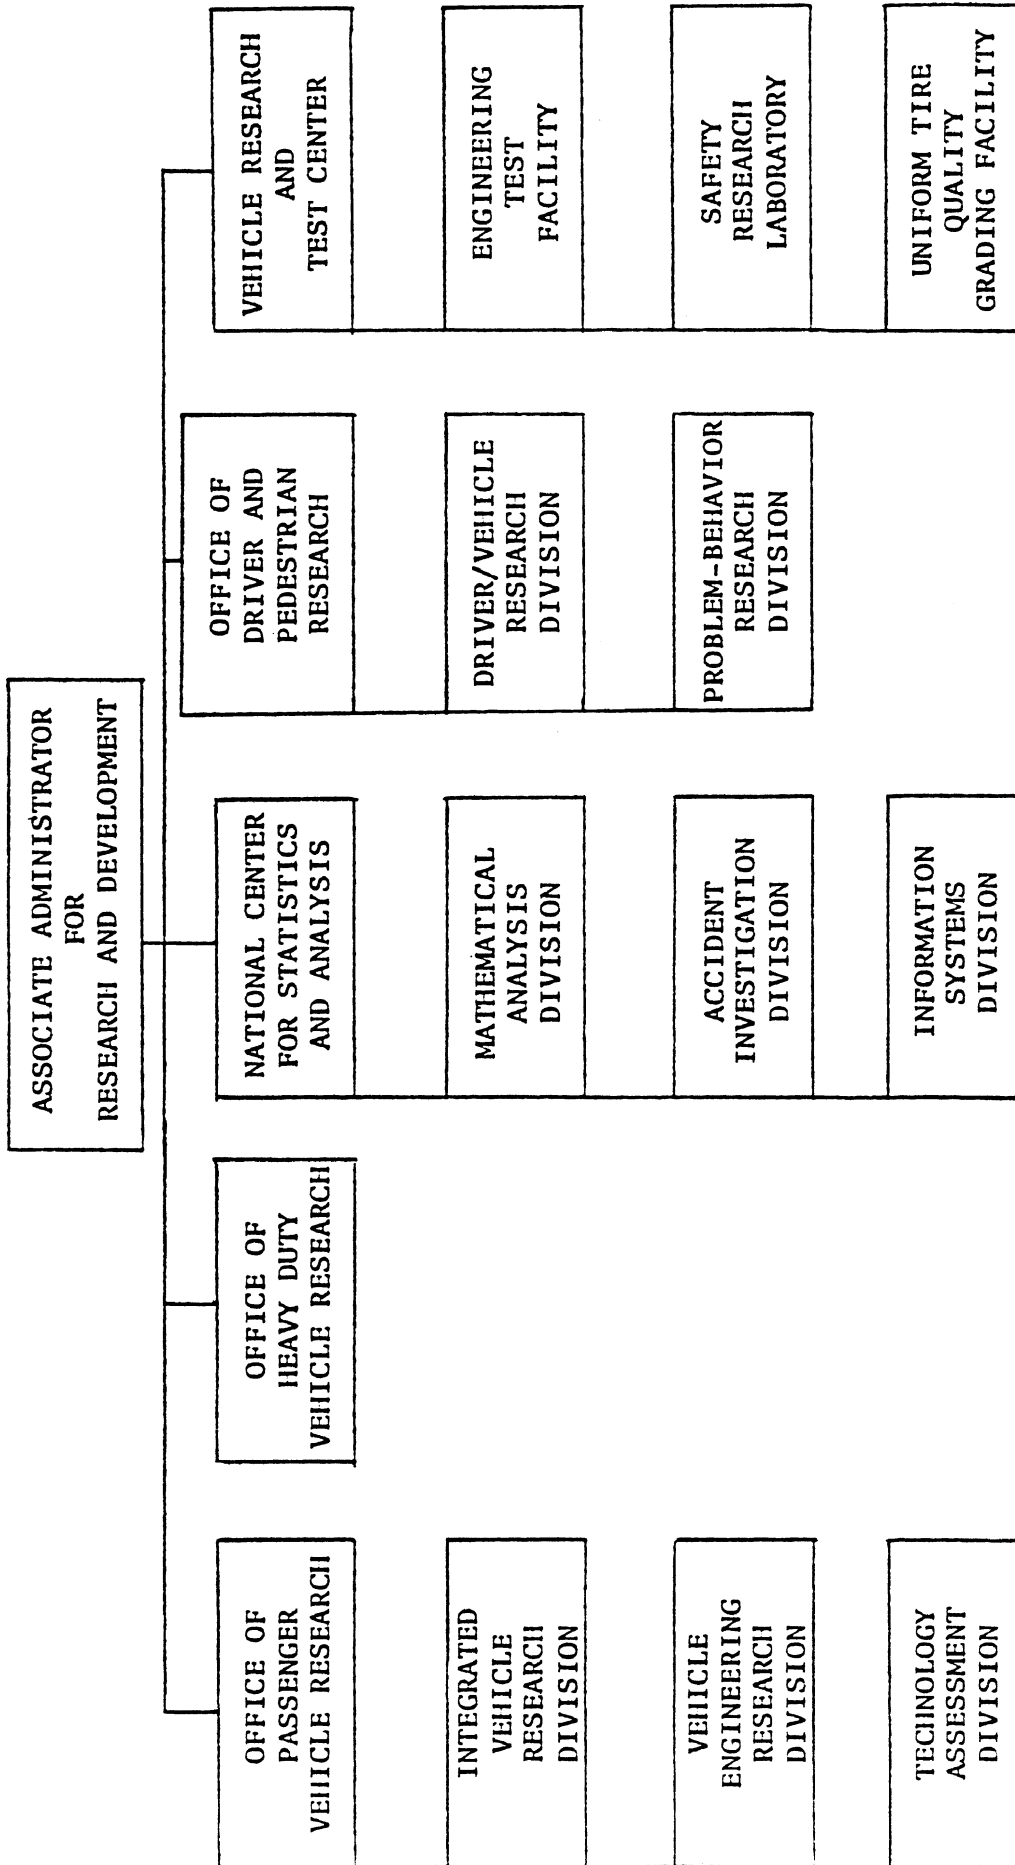 ASSOCIATE ADMINISTRATOR
FOR
RESEARCH AND DEVELOPMENT
OFFICE OF
PASSENGER
VEHICLE RESEARCH
INTEGRATED
VEHICLE
RESEARCH
DIVISION
VEHICLE
ENGINEERING
RESEARCH
DIVISION
TECHNOLOGY
ASSESSMENT
DIVISION
OFFICE OF
HEAVY DUTY
VEHICLE RESEARCH
NATIONAL CENTER
FOR STATISTICS
AND ANALYSIS
MATHEMATICAL
ANALYSIS
DIVISION
ACCIDENT
INVESTIGATION
DIVISION
INFORMATION
SYSTEMS
DIVISION
OFFICE OF
DRIVER AND
PEDESTRIAN
RESEARCH
DRIVER/VEHICLE
RESEARCH
DIVISION
PROBLEM-BEHAVIOR
RESEARCH
DIVISION
VEHICLE RESEARCH
AND
TEST CENTER
ENGINEERING
TEST
FACILITY
SAFETY
RESEARCH
LABORATORY
UNIFORM TIRE
QUALITY
GRADING FACILITY